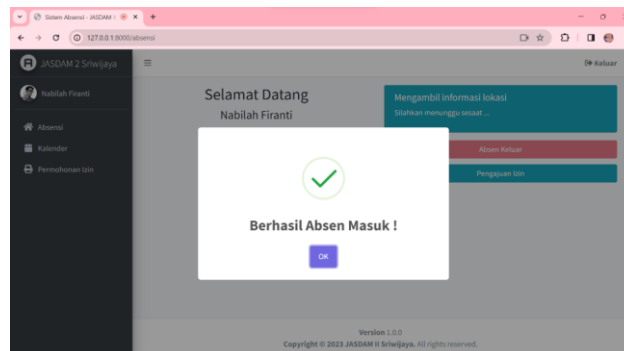 Sistem Absensi - JASDAM I
127.0.0.1:8000/absensi
JASDAM 2 Sriwijaya
Keluar
Nabilah Firanti
Absensi
Kalender
Permohonan Izin
Selamat Datang
Nabilah Firanti
Mengambil informasi lokasi
Silahkan menunggu sesaat ...
Absen Keluar
Pengajuan Izin
Berhasil Absen Masuk !
OK
Version 1.0.0
Copyright © 2023 JASDAM II Sriwijaya. All rights reserved.